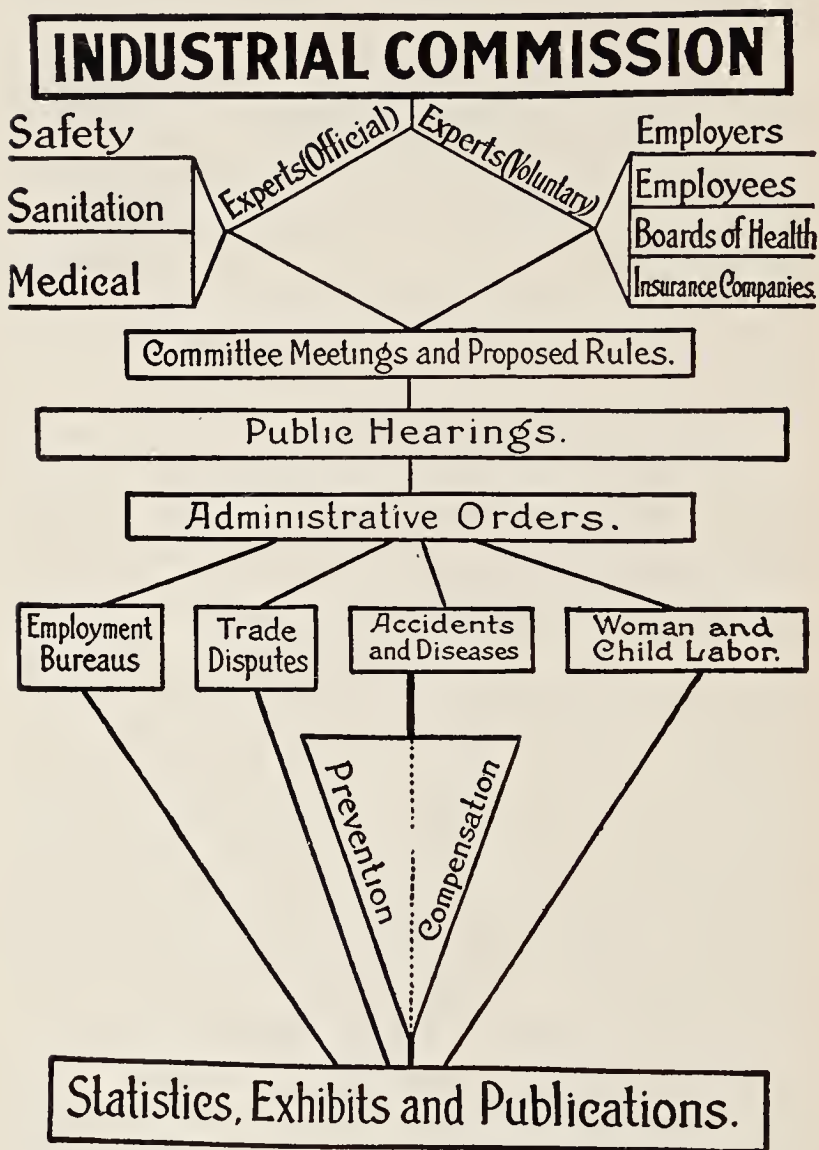 INDUSTRIAL COMMISSION
Experts (Official)
Experts (Voluntary)
Safety
Sanitation
Medical
Employers
Employees
Boards of Health
Insurance Companies.
Committee Meetings and Proposed Rules.
Public Hearings.
Administrative Orders.
Employment
Bureaus
Trade
Disputes
Accidents
and Diseases
Woman and
Child Labor.
Prevention
Compensation
Statistics, Exhibits and Publications.